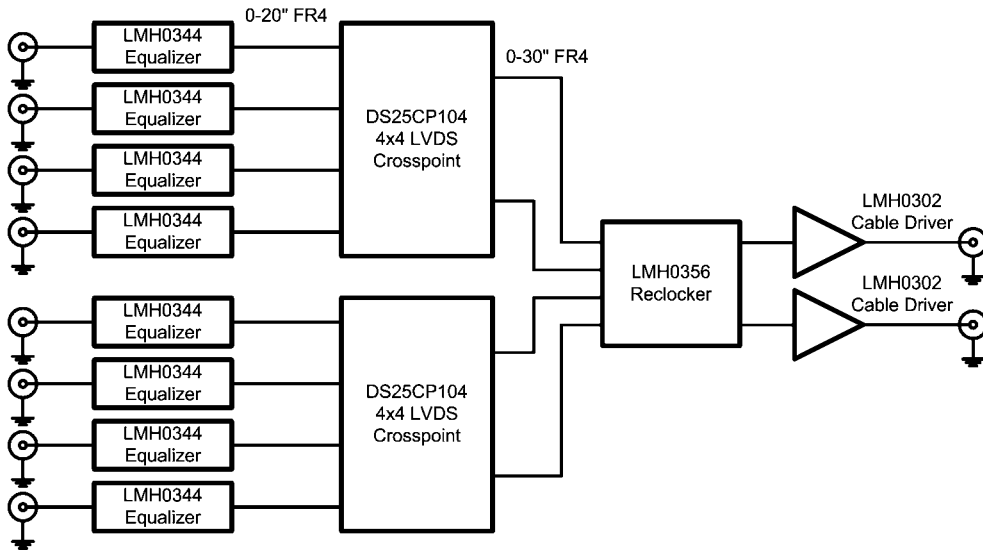 0-20" FR4
LMH0344
Equalizer
LMH0344
Equalizer
LMH0344
Equalizer
LMH0344
Equalizer
DS25CP104
4x4 LVDS
Crosspoint
0-30" FR4
LMH0344
Equalizer
LMH0344
Equalizer
LMH0344
Equalizer
LMH0344
Equalizer
DS25CP104
4x4 LVDS
Crosspoint
LMH0356
Reclocker
LMH0302
Cable Driver
LMH0302
Cable Driver